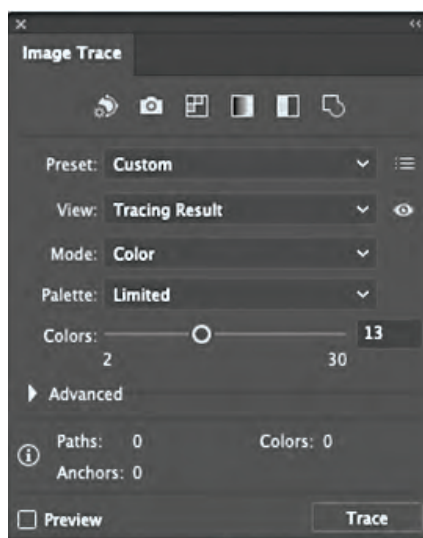 Image Trace
Preset: Custom
View: Tracing Result
Mode: Color
Palette: Limited
Colors: 13
2 30
Advanced
Paths: 0 Colors: 0
Anchors: 0
Preview Trace